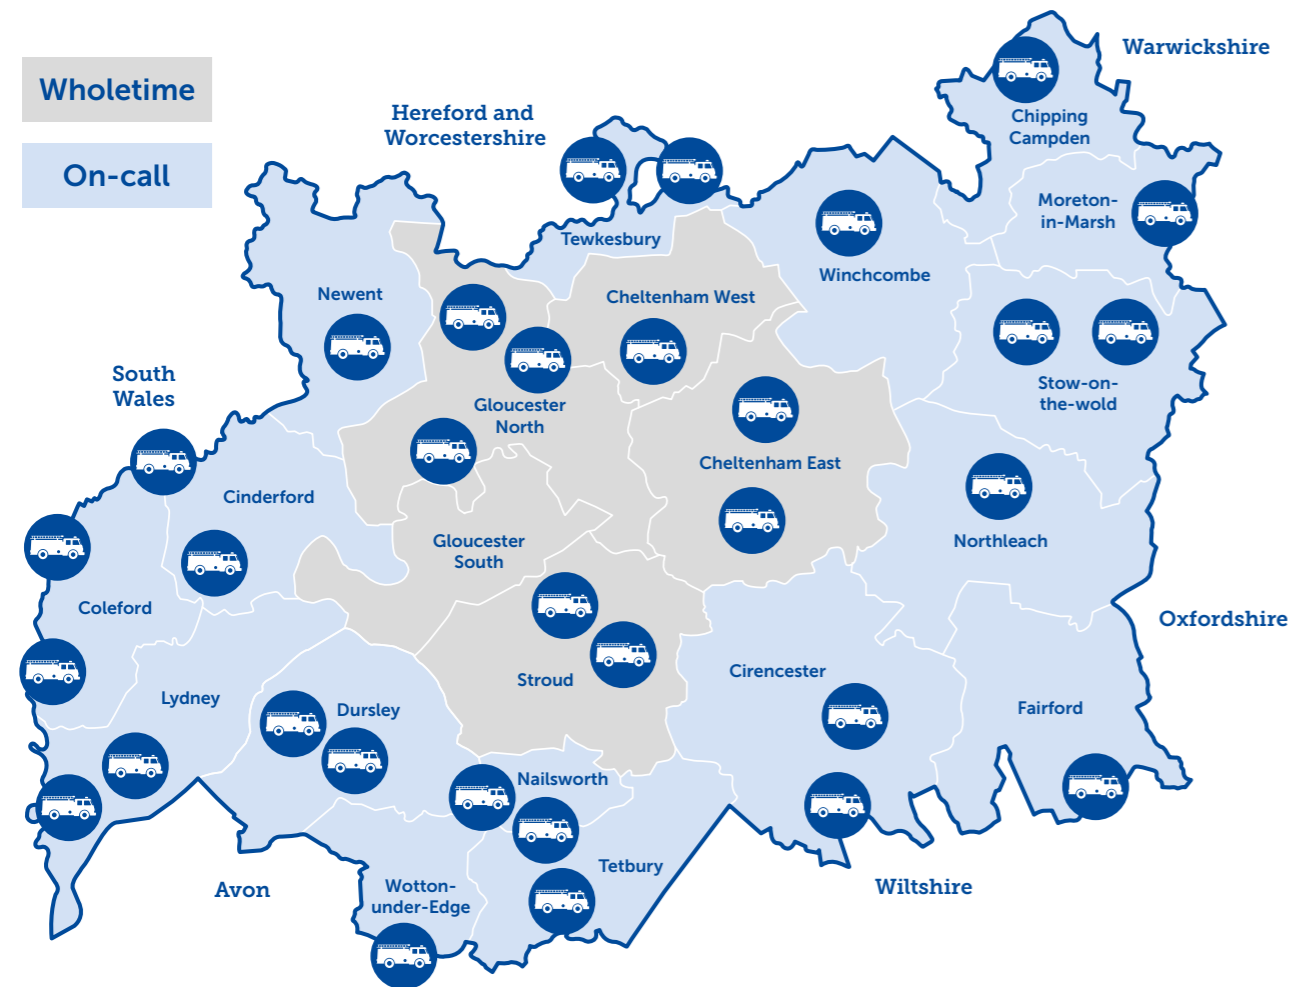 Wholetime
On-call
Hereford and
Worcestershire
Warwickshire
Chipping
Campden
Moreton-
in-Marsh
Tewkesbury
Winchcombe
Newent
Cheltenham West
South
Wales
Stow-on-
the-wold
Gloucester
North
Cheltenham East
Cinderford
Gloucester
South
Northleach
Coleford
Oxfordshire
Stroud
Cirencester
Lydney
Dursley
Fairford
Nailsworth
Tetbury
Avon
Wotton-
under-Edge
Wiltshire